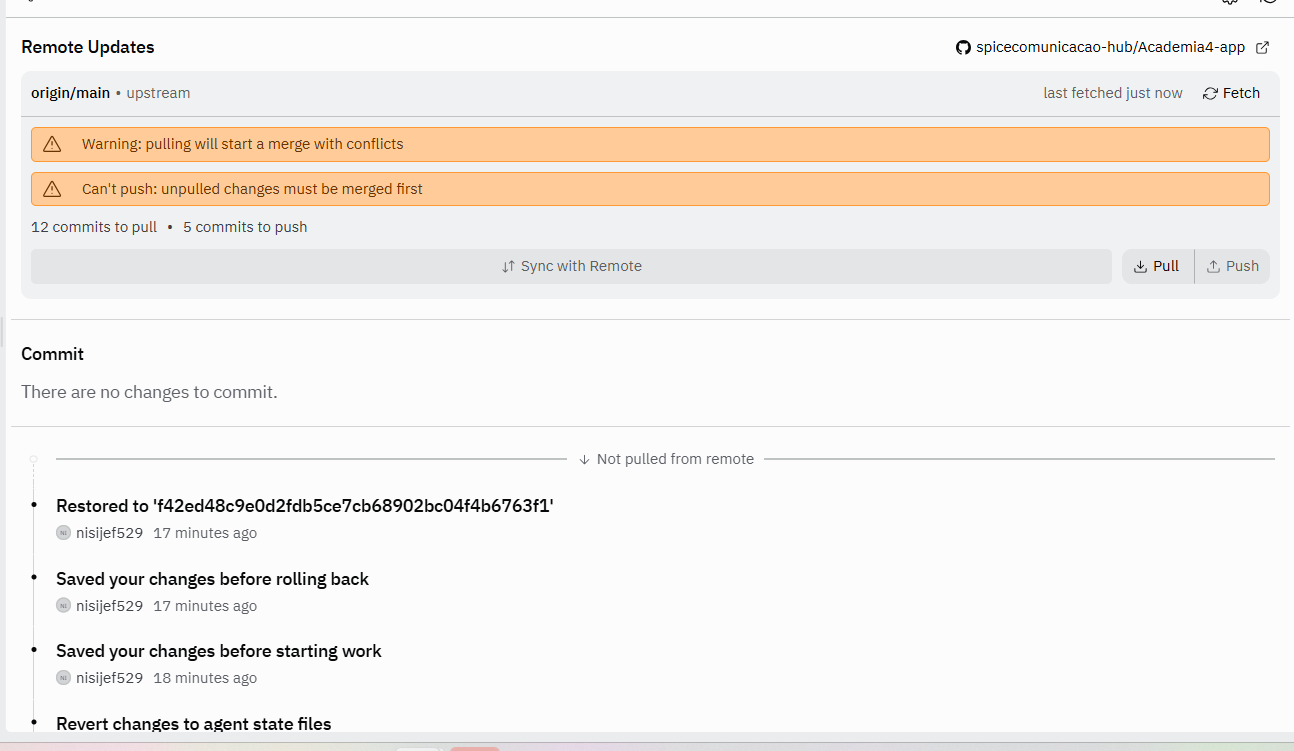 Remote Updates
spicecomunicacao-hub/Academia4-app
origin/main • upstream
last fetched just now
Fetch
Warning: pulling will start a merge with conflicts
Can't push: unpulled changes must be merged first
12 commits to pull • 5 commits to push
Sync with Remote
Pull
Push
Commit
There are no changes to commit.
Not pulled from remote
Restored to 'f42ed48c9e0d2fdb5ce7cb68902bc04f4b6763f1'
NI nisijef529 17 minutes ago
Saved your changes before rolling back
NI nisijef529 17 minutes ago
Saved your changes before starting work
NI nisijef529 18 minutes ago
Revert changes to agent state files